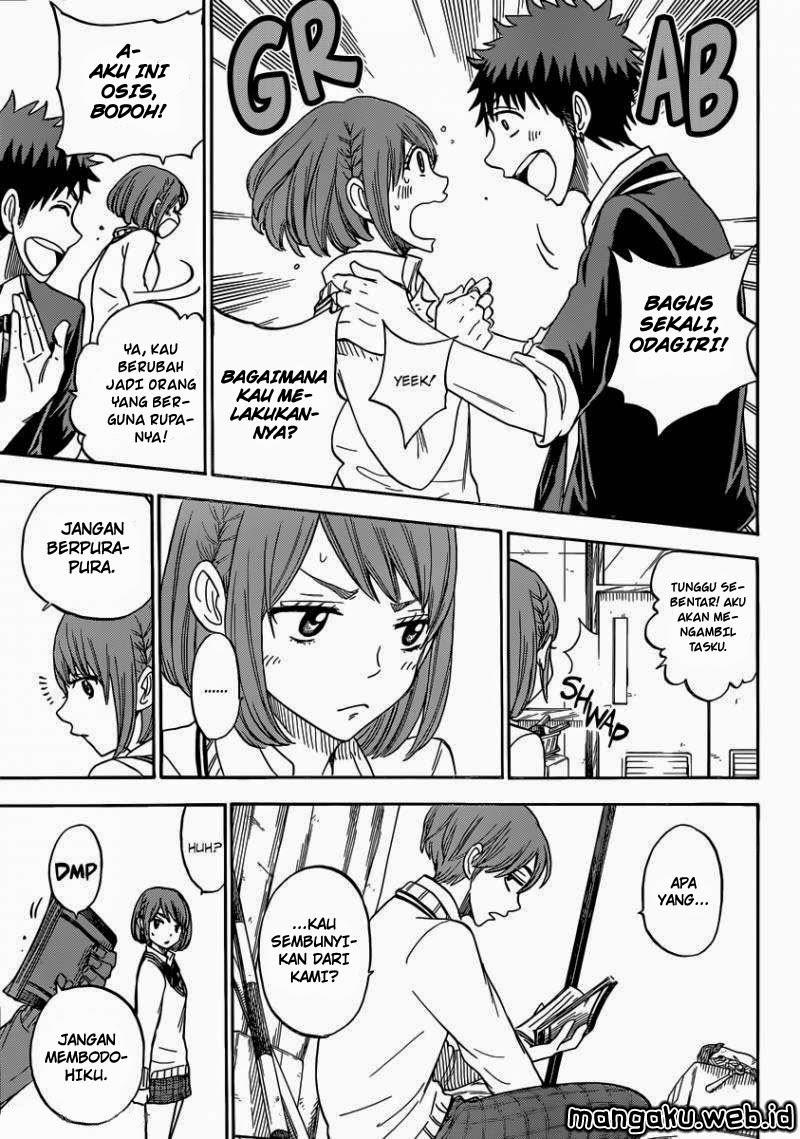 GR
AB
BAGUS
SEKALI,
ODAGIRI!
YEEK!
BAGAIMANA
KAU ME-
LAKUKAN-
NYA?
A-
AKU INI
OSIS,
BODOH!
YA, KAU
BERUBAH
JADI ORANG
YANG BER-
GUNA RUPA-
NYA!
TUNGGU SE-
BENTAR! AKU
AKAN ME-
NGAMBIL
TASKU.
SHWAP
......
JANGAN
BERPURA-
PURA.
APA
YANG...
...KAU
SEMBUNYI-
KAN DARI
KAMI?
HUH?
DMP
JANGAN
MEMBODO-
HIKU.
mangaku.web.id